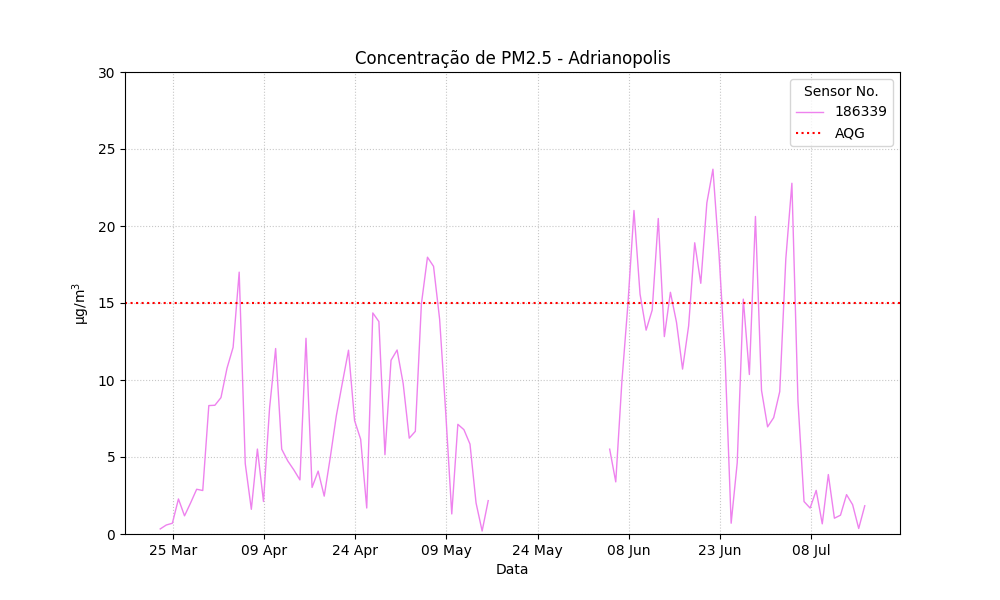 Concentração de PM2.5 - Adrianopolis
Sensor No.
186339
AQG
30
25
20
15
10
5
0
µg/m³
25 Mar
09 Apr
24 Apr
09 May
24 May
08 Jun
23 Jun
08 Jul
Data